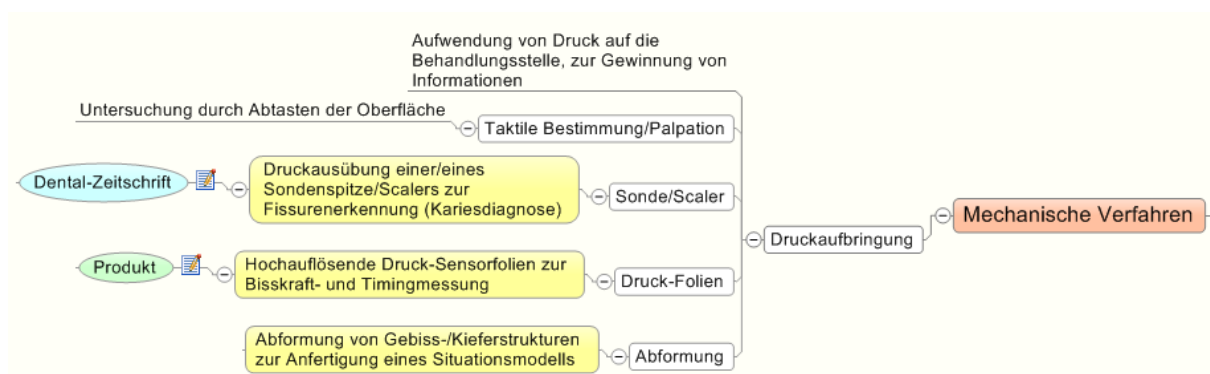 Aufwendung von Druck auf die
Behandlungsstelle, zur Gewinnung von
Informationen
Untersuchung durch Abtasten der Oberfläche
Taktile Bestimmung/Palpation
Dental-Zeitschrift
Druckausübung einer/eines
Sondenspitze/Scalers zur
Fissurenerkennung (Kariesdiagnose)
Sonde/Scaler
Mechanische Verfahren
Druckaufbringung
Produkt
Hochauflösende Druck-Sensorfolien zur
Bisskraft- und Timingmessung
Druck-Folien
Abformung von Gebiss-/Kieferstrukturen
zur Anfertigung eines Situationsmodells
Abformung